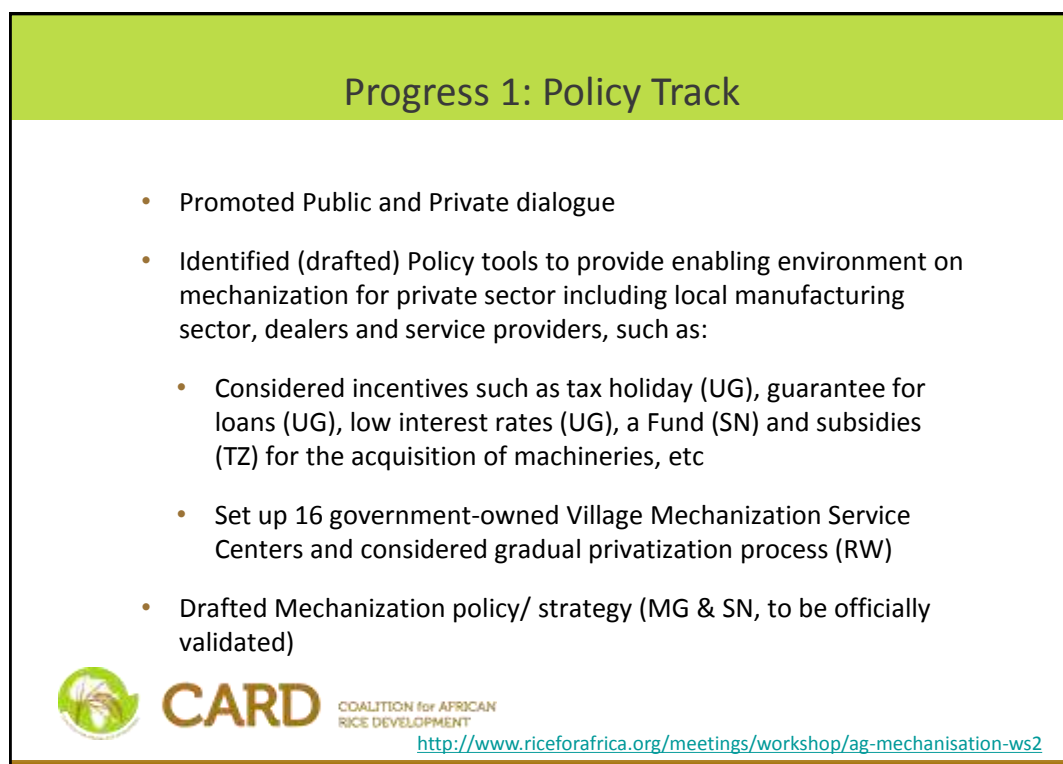 Progress 1: Policy Track
• Promoted Public and Private dialogue
• Identified (drafted) Policy tools to provide enabling environment on
mechanization for private sector including local manufacturing
sector, dealers and service providers, such as:
• Considered incentives such as tax holiday (UG), guarantee for
loans (UG), low interest rates (UG), a Fund (SN) and subsidies
(TZ) for the acquisition of machineries, etc
• Set up 16 government-owned Village Mechanization Service
Centers and considered gradual privatization process (RW)
• Drafted Mechanization policy/ strategy (MG & SN, to be officially
validated)
CARD
COALITION for AFRICAN
RICE DEVELOPMENT
http://www.riceforafrica.org/meetings/workshop/ag-mechanisation-ws2